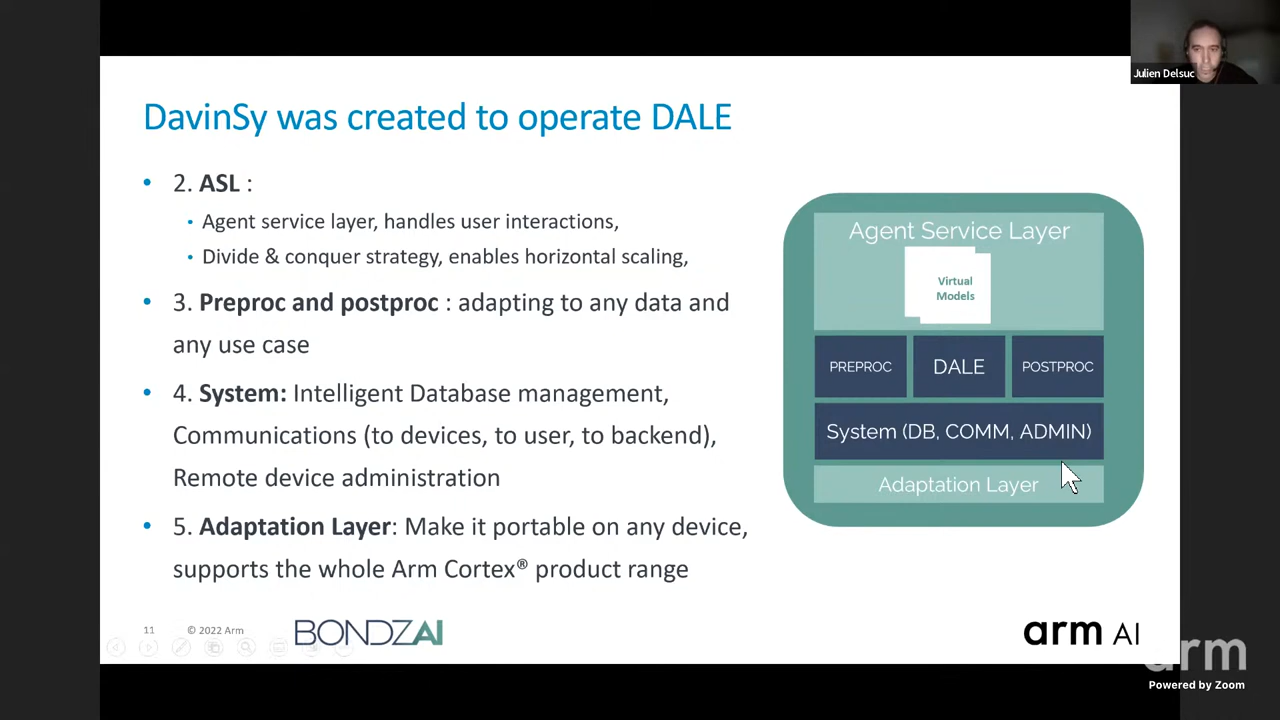 Julien Delsuc
DavinSy was created to operate DALE
• 2. ASL :
• Agent service layer, handles user interactions,
• Divide & conquer strategy, enables horizontal scaling,
• 3. Preproc and postproc : adapting to any data and
any use case
• 4. System: Intelligent Database management,
Communications (to devices, to user, to backend),
Remote device administration
• 5. Adaptation Layer: Make it portable on any device,
supports the whole Arm Cortex® product range
Agent Service Layer
Virtual
Models
PREPROC
DALE
POSTPROC
System (DB, COMM, ADMIN)
Adaptation Layer
11
© 2022 Arm
BONDZAI
arm AI
arm
Powered by Zoom